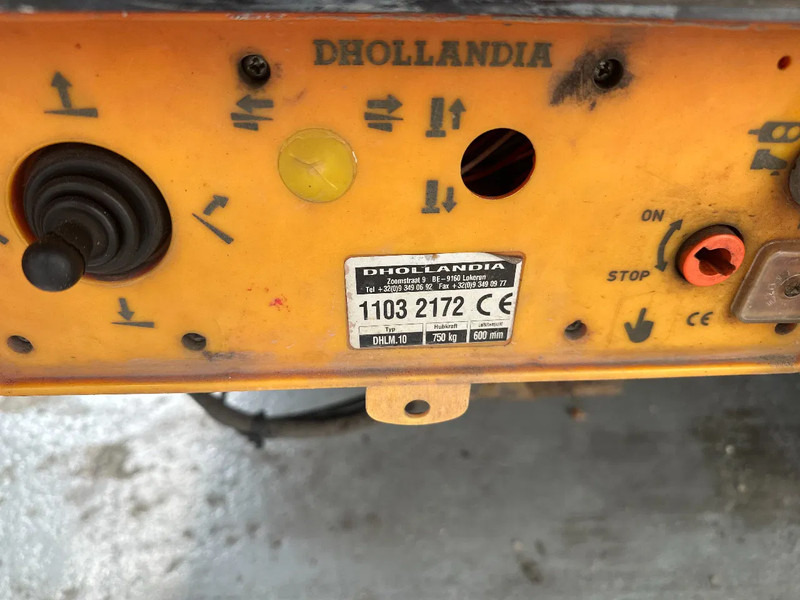 DHOLLANDIA
ON
STOP
CE
DHOLLANDIA
Zoomstraat 9 BE-9160 Lokeren
Tel +32(0)9 349 06 92 Fax +32(0)9 349 09 77
1103 2172 CE
Typ Hubkraft
DHLM.10 750 kg 600 mm